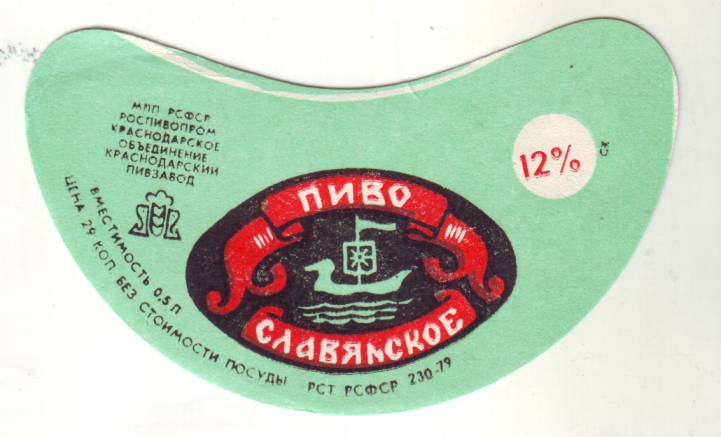 МПП РСФСР
РОСПИВОПРОМ
КРАСНОДАРСКОЕ
ОБЪЕДИНЕНИЕ
КРАСНОДАРСКИЙ
ПИВЗАВОД
12%
СК
ПИВО
СЛАВЯНСКОЕ
ВМЕСТИМОСТЬ 0,5 Л
ЦЕНА 29 КОП. БЕЗ СТОИМОСТИ ПОСУДЫ
РСТ РСФСР 230-79